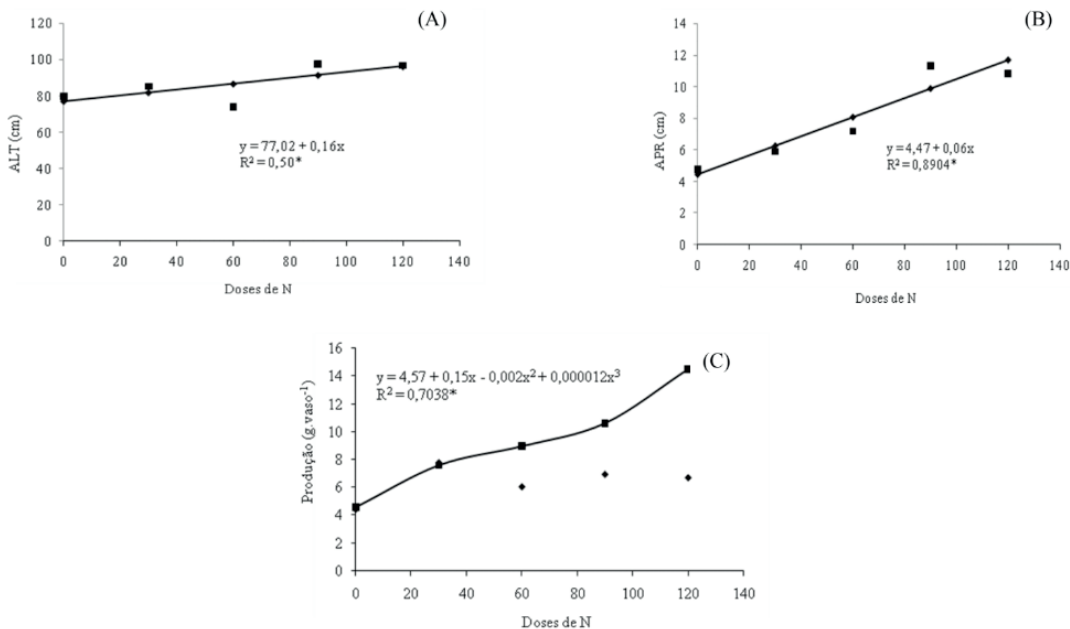 (A)
120
100
80
60
40
20
0
ALT (cm)
y = 77,02 + 0,16x
R² = 0,50*
0 20 40 60 80 100 120 140
Doses de N
(B)
14
12
10
8
6
4
2
0
APR (cm)
y = 4,47 + 0,06x
R² = 0,8904*
0 20 40 60 80 100 120 140
Doses de N
(C)
16
14
12
10
8
6
4
2
0
Produção (g.vaso⁻¹)
y = 4,57 + 0,15x - 0,002x² + 0,000012x³
R² = 0,7038*
0 20 40 60 80 100 120 140
Doses de N